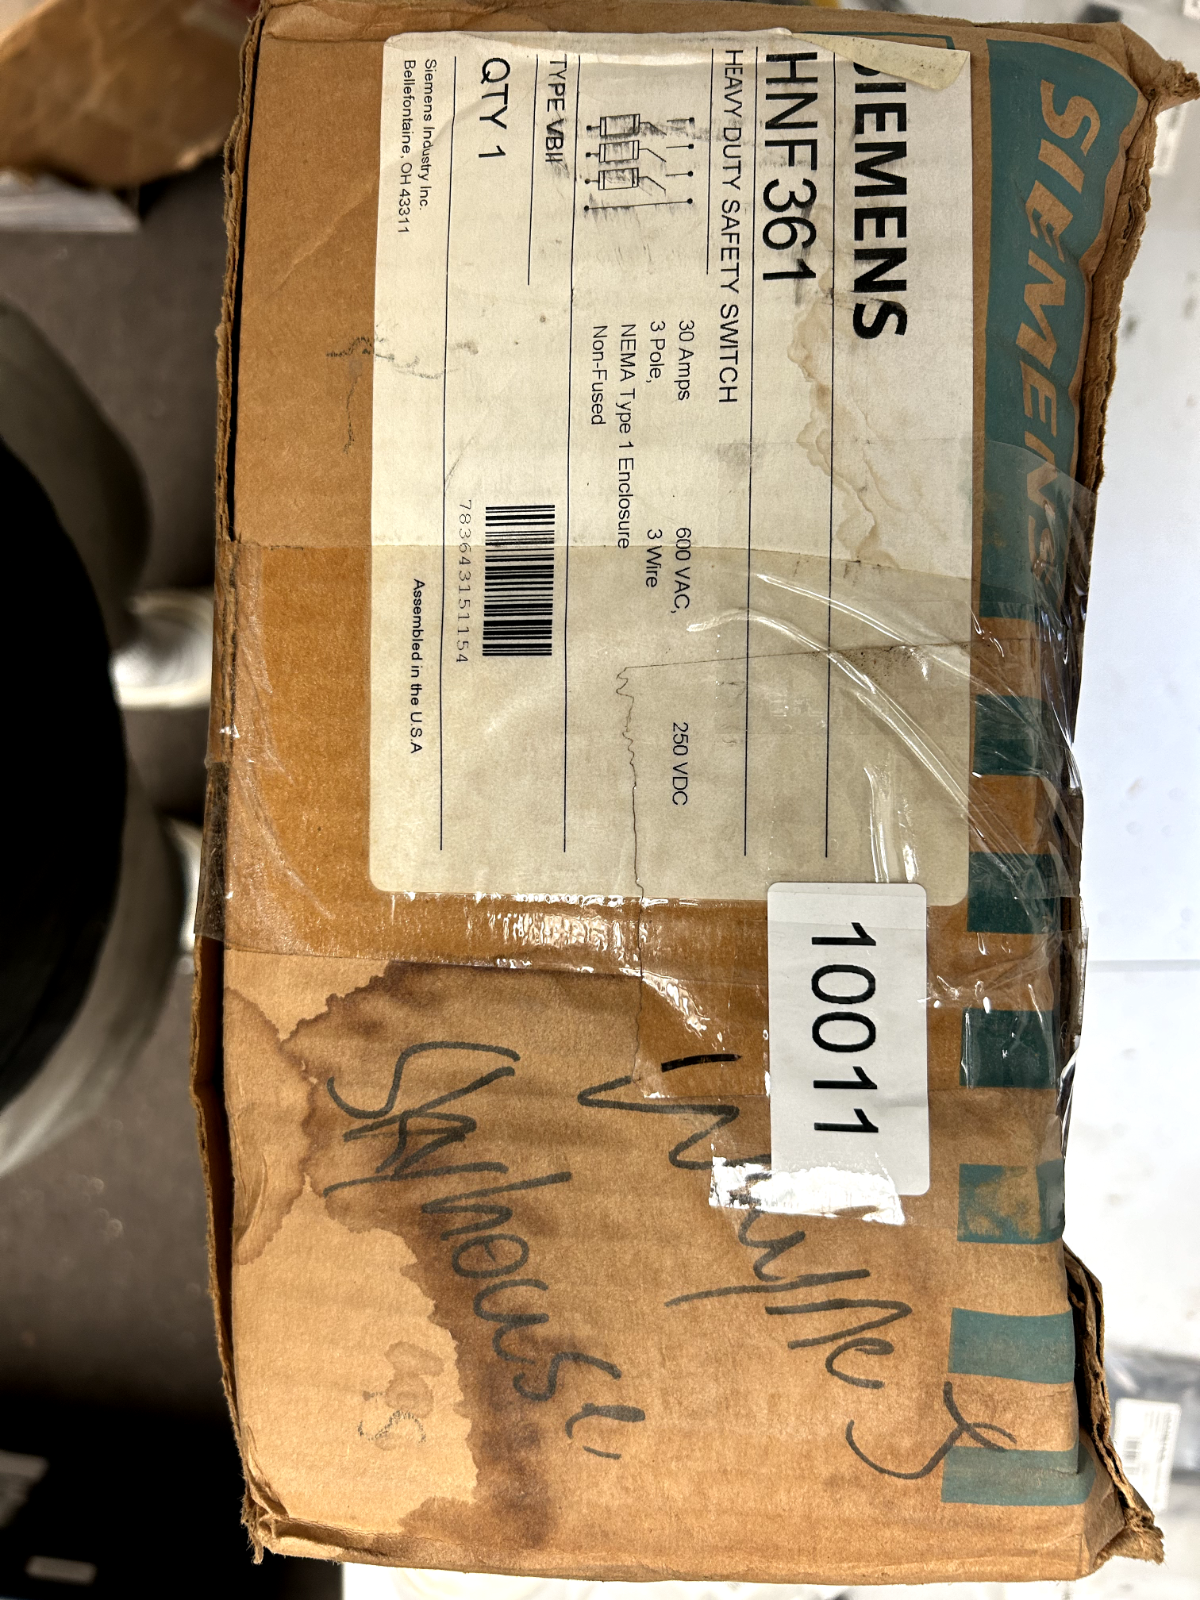 SIEMENS
SIEMENS
HNF361
HEAVY DUTY SAFETY SWITCH
30 Amps 600 VAC, 250 VDC
3 Pole, 3 Wire
NEMA Type 1 Enclosure
Non-Fused
TYPE VBII
QTY 1
783643151154
Siemens Industry Inc.
Bellefontaine, OH 43311
Assembled in the U.S.A
10011